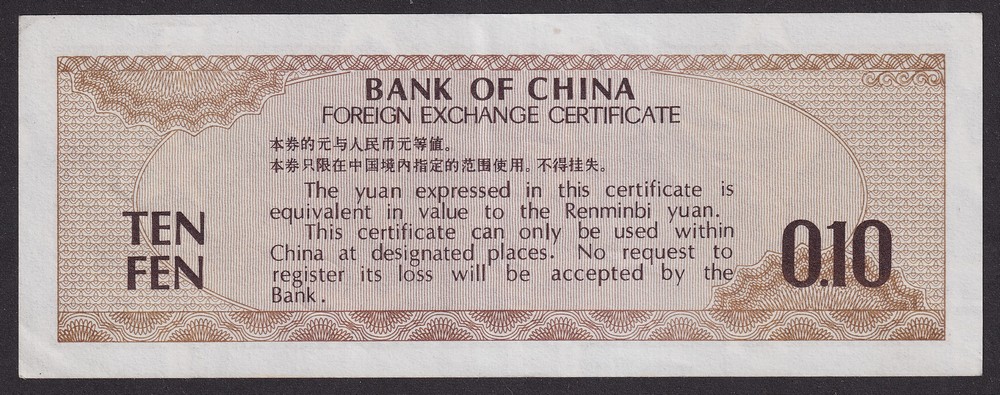 BANK OF CHINA
FOREIGN EXCHANGE CERTIFICATE
本券的元与人民币元等值。
本券只限在中国境内指定的范围使用。不得挂失。
The yuan expressed in this certificate is
equivalent in value to the Renminbi yuan.
This certificate can only be used within
China at designated places. No request to
register its loss will be accepted by the
Bank.
TEN
FEN
0.10